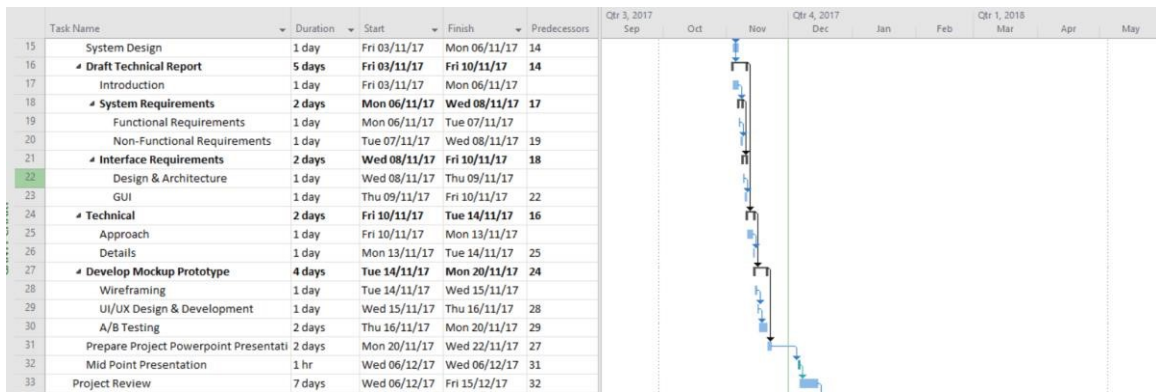 Qtr 3, 2017 Qtr 4, 2017 Qtr 1, 2018
Task Name Duration Start Finish Predecessors Sep Oct Nov Dec Jan Feb Mar Apr May
15 System Design 1 day Fri 03/11/17 Mon 06/11/17 14
16 Draft Technical Report 5 days Fri 03/11/17 Fri 10/11/17 14
17 Introduction 1 day Fri 03/11/17 Mon 06/11/17
18 System Requirements 2 days Mon 06/11/17 Wed 08/11/17 17
19 Functional Requirements 1 day Mon 06/11/17 Tue 07/11/17
20 Non-Functional Requirements 1 day Tue 07/11/17 Wed 08/11/17 19
21 Interface Requirements 2 days Wed 08/11/17 Fri 10/11/17 18
22 Design & Architecture 1 day Wed 08/11/17 Thu 09/11/17
23 GUI 1 day Thu 09/11/17 Fri 10/11/17 22
24 Technical 2 days Fri 10/11/17 Tue 14/11/17 16
25 Approach 1 day Fri 10/11/17 Mon 13/11/17
26 Details 1 day Mon 13/11/17 Tue 14/11/17 25
27 Develop Mockup Prototype 4 days Tue 14/11/17 Mon 20/11/17 24
28 Wireframing 1 day Tue 14/11/17 Wed 15/11/17
29 UI/UX Design & Development 1 day Wed 15/11/17 Thu 16/11/17 28
30 A/B Testing 2 days Thu 16/11/17 Mon 20/11/17 29
31 Prepare Project Powerpoint Presentati 2 days Mon 20/11/17 Wed 22/11/17 27
32 Mid Point Presentation 1 hr Wed 06/12/17 Wed 06/12/17 31
33 Project Review 7 days Wed 06/12/17 Fri 15/12/17 32